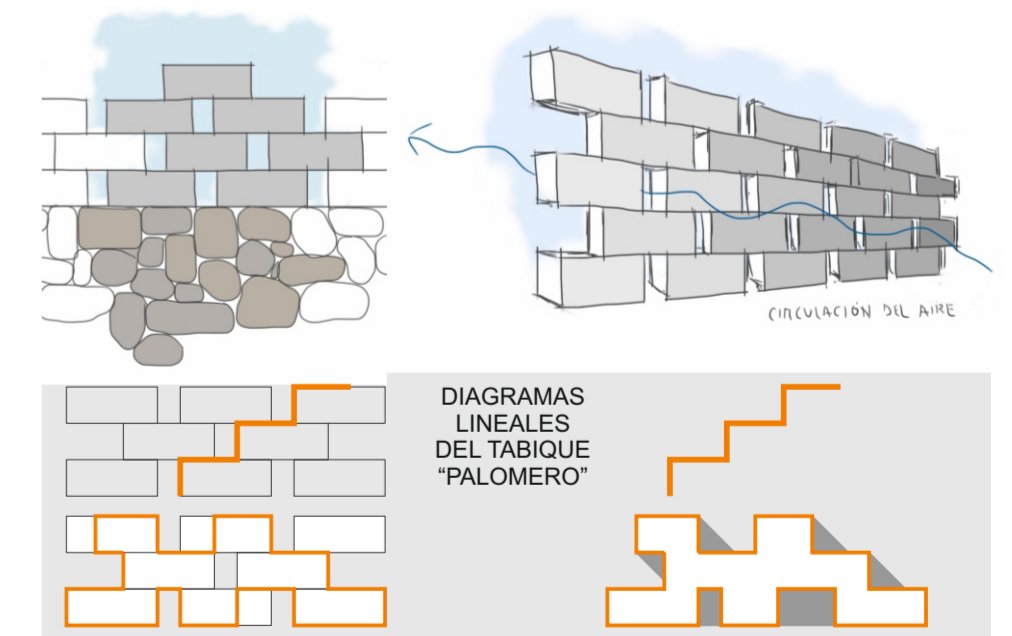 CIRCULACIÓN DEL AIRE
DIAGRAMAS
LINEALES
DEL TABIQUE
“PALOMERO”